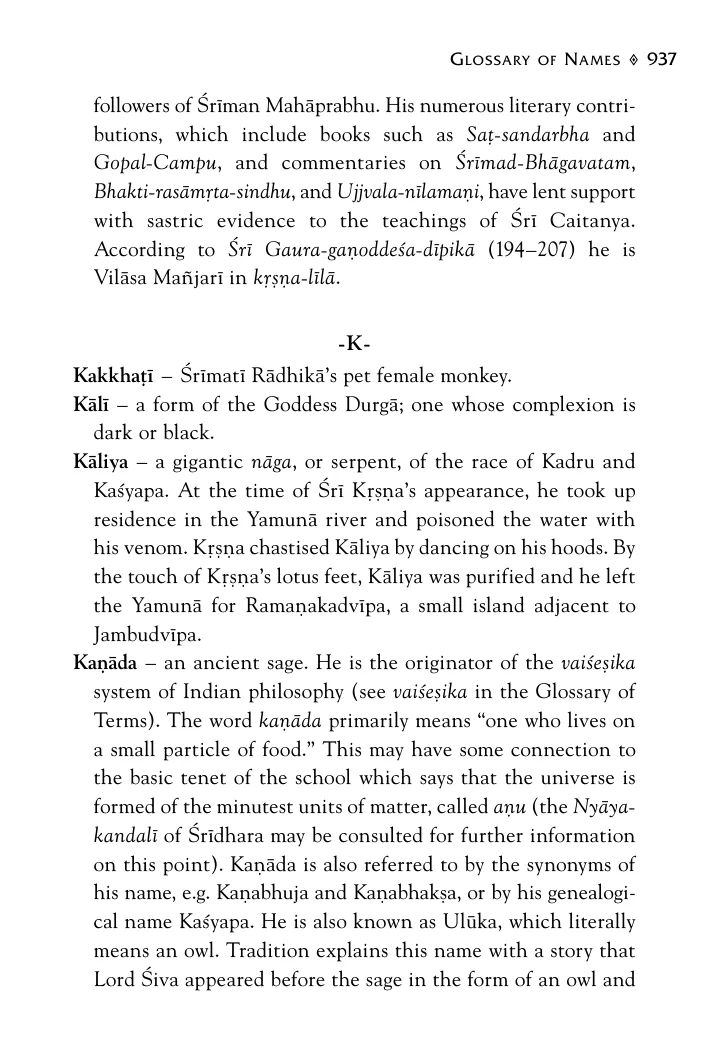 Glossary of Names ◊ 937
followers of Śrīman Mahāprabhu. His numerous literary contri-
butions, which include books such as Saṭ-sandarbha and
Gopal-Campu, and commentaries on Śrīmad-Bhāgavatam,
Bhakti-rasāmṛta-sindhu, and Ujjvala-nīlamaṇi, have lent support
with sastric evidence to the teachings of Śrī Caitanya.
According to Śrī Gaura-gaṇoddeśa-dīpikā (194–207) he is
Vilāsa Mañjarī in kṛṣṇa-līlā.
-K-
Kakkhaṭī – Śrīmatī Rādhikā’s pet female monkey.
Kālī – a form of the Goddess Durgā; one whose complexion is
dark or black.
Kāliya – a gigantic nāga, or serpent, of the race of Kadru and
Kaśyapa. At the time of Śrī Kṛṣṇa’s appearance, he took up
residence in the Yamunā river and poisoned the water with
his venom. Kṛṣṇa chastised Kāliya by dancing on his hoods. By
the touch of Kṛṣṇa’s lotus feet, Kāliya was purified and he left
the Yamunā for Ramaṇakadvīpa, a small island adjacent to
Jambudvīpa.
Kaṇāda – an ancient sage. He is the originator of the vaiśeṣika
system of Indian philosophy (see vaiśeṣika in the Glossary of
Terms). The word kaṇāda primarily means “one who lives on
a small particle of food.” This may have some connection to
the basic tenet of the school which says that the universe is
formed of the minutest units of matter, called aṇu (the Nyāya-
kandalī of Śrīdhara may be consulted for further information
on this point). Kaṇāda is also referred to by the synonyms of
his name, e.g. Kaṇabhuja and Kaṇabhakṣa, or by his genealogi-
cal name Kaśyapa. He is also known as Ulūka, which literally
means an owl. Tradition explains this name with a story that
Lord Śiva appeared before the sage in the form of an owl and